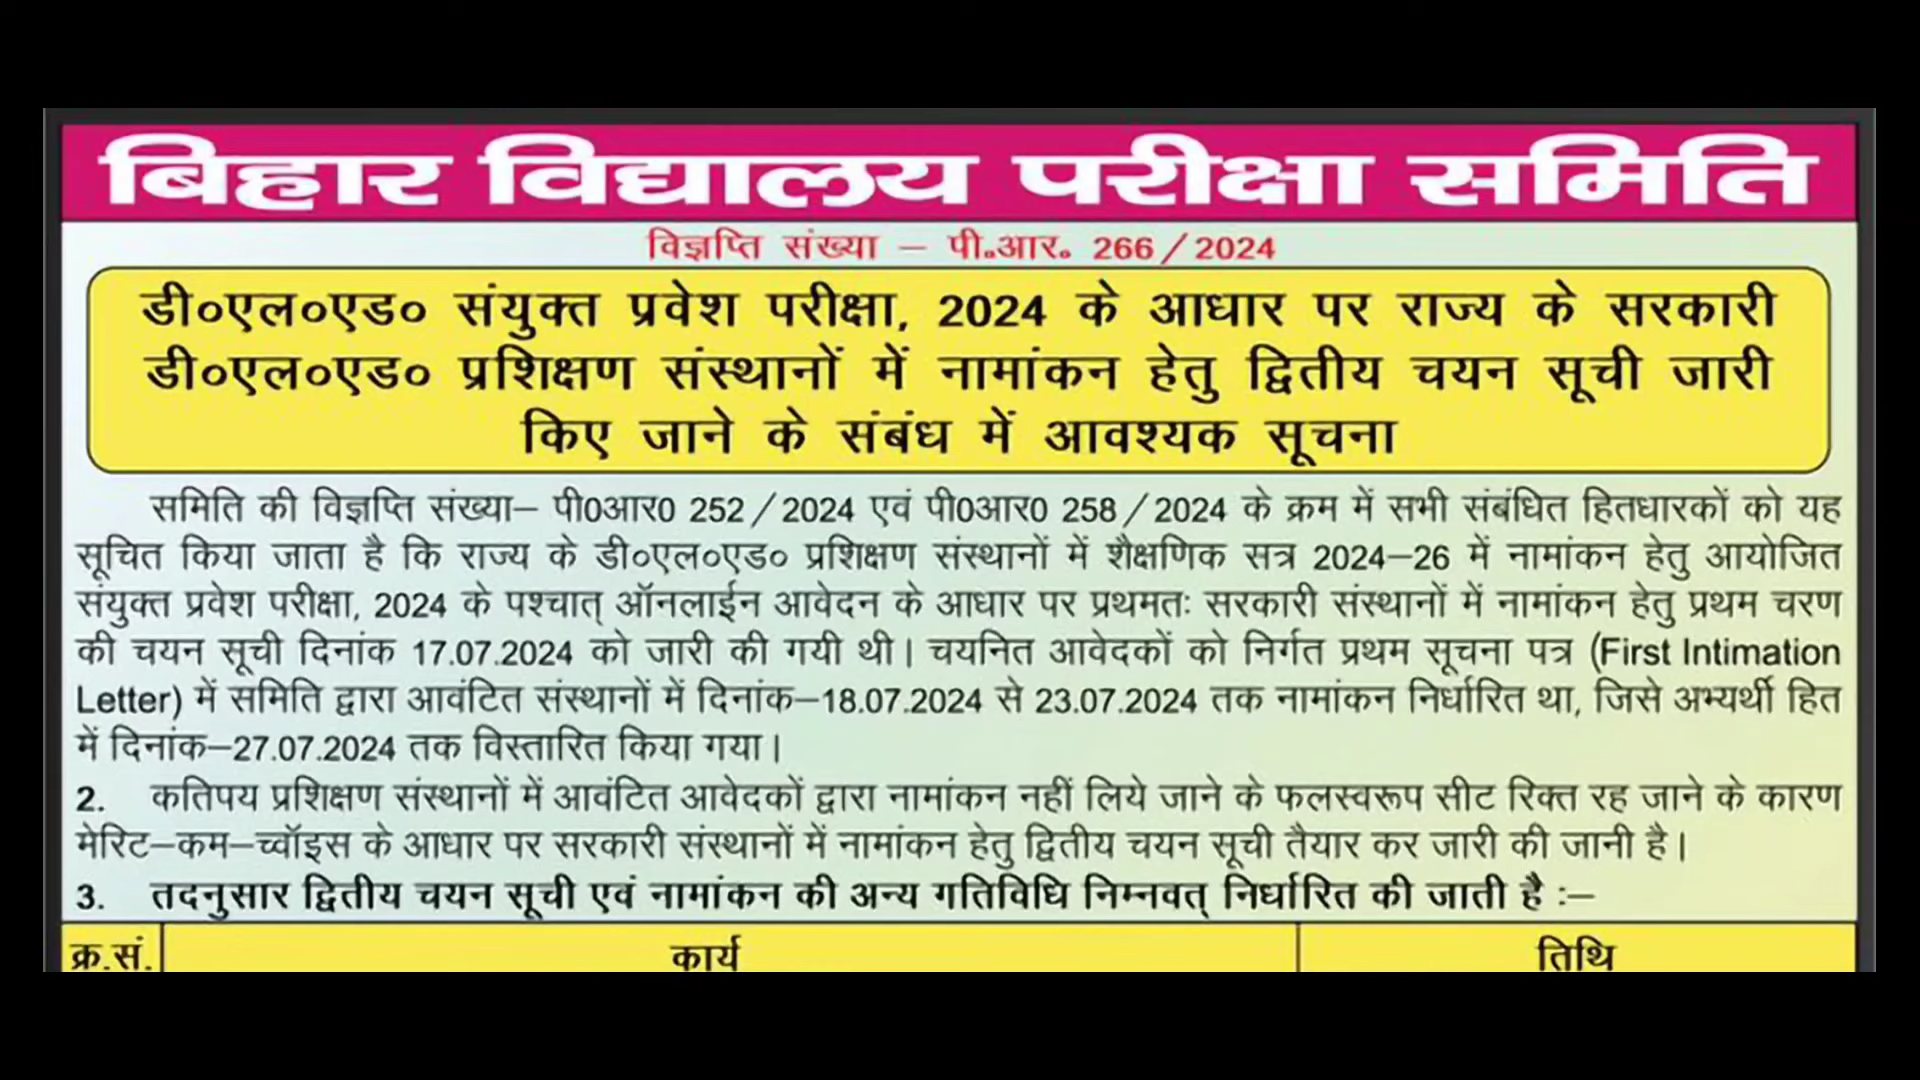 बिहार विद्यालय परीक्षा समिति
विज्ञप्ति संख्या – पी०आर० 266/2024
डी०एल०एड० संयुक्त प्रवेश परीक्षा, 2024 के आधार पर राज्य के सरकारी
डी०एल०एड० प्रशिक्षण संस्थानों में नामांकन हेतु द्वितीय चयन सूची जारी
किए जाने के संबंध में आवश्यक सूचना
समिति की विज्ञप्ति संख्या– पी0आर0 252/2024 एवं पी0आर0 258/2024 के क्रम में सभी संबंधित हितधारकों को यह
सूचित किया जाता है कि राज्य के डी०एल०एड० प्रशिक्षण संस्थानों में शैक्षणिक सत्र 2024–26 में नामांकन हेतु आयोजित
संयुक्त प्रवेश परीक्षा, 2024 के पश्चात् ऑनलाईन आवेदन के आधार पर प्रथमतः सरकारी संस्थानों में नामांकन हेतु प्रथम चरण
की चयन सूची दिनांक 17.07.2024 को जारी की गयी थी। चयनित आवेदकों को निर्गत प्रथम सूचना पत्र (First Intimation
Letter) में समिति द्वारा आवंटित संस्थानों में दिनांक–18.07.2024 से 23.07.2024 तक नामांकन निर्धारित था, जिसे अभ्यर्थी हित
में दिनांक–27.07.2024 तक विस्तारित किया गया।
2. कतिपय प्रशिक्षण संस्थानों में आवंटित आवेदकों द्वारा नामांकन नहीं लिये जाने के फलस्वरूप सीट रिक्त रह जाने के कारण
मेरिट–कम–च्वॉइस के आधार पर सरकारी संस्थानों में नामांकन हेतु द्वितीय चयन सूची तैयार कर जारी की जानी है।
3. तदनुसार द्वितीय चयन सूची एवं नामांकन की अन्य गतिविधि निम्नवत् निर्धारित की जाती है :–
क्र.सं. कार्य तिथि